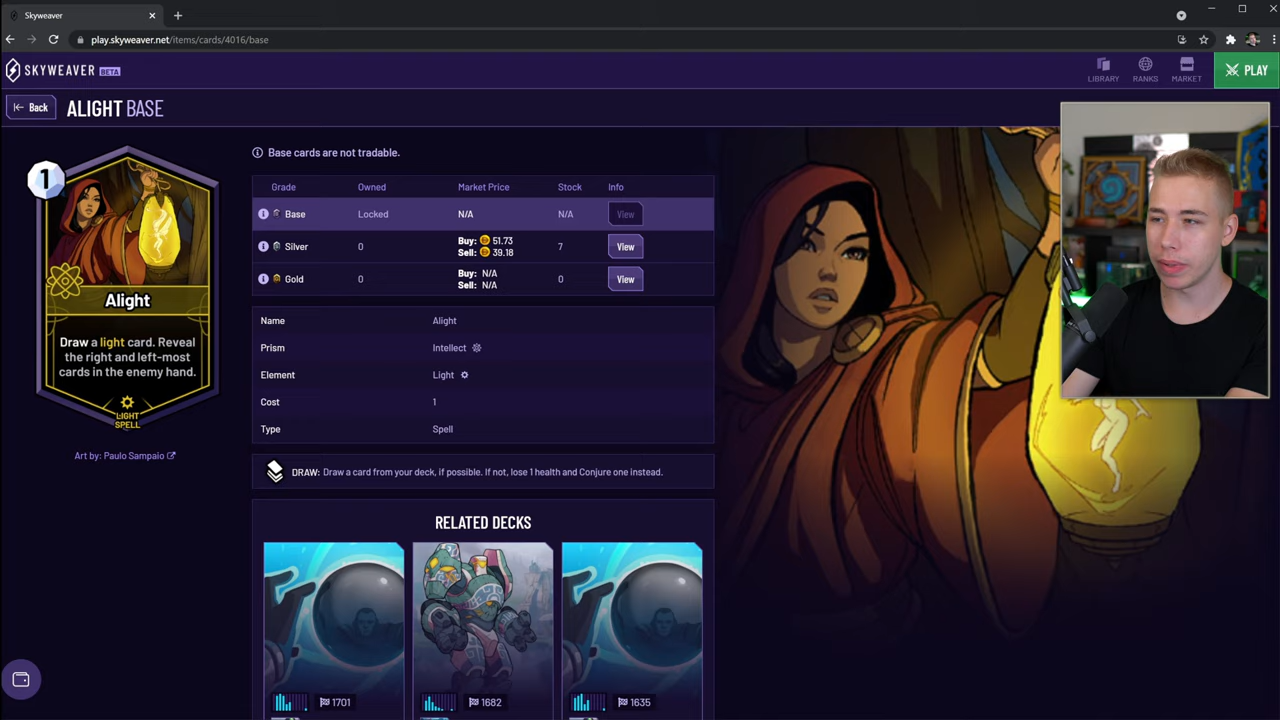 Skyweaver
play.skyweaver.net/items/cards/4016/base
SKYWEAVER BETA
LIBRARY
RANKS
MARKET
PLAY
Back
ALIGHT BASE
1
Alight
Draw a light card. Reveal
the right and left-most
cards in the enemy hand.
LIGHT
SPELL
Art by: Paulo Sampaio
Base cards are not tradable.
Grade Owned Market Price Stock Info
Base Locked N/A N/A View
Silver 0 Buy: 51.73 Sell: 39.18 7 View
Gold 0 Buy: N/A Sell: N/A 0 View
Name Alight
Prism Intellect
Element Light
Cost 1
Type Spell
DRAW: Draw a card from your deck, if possible. If not, lose 1 health and Conjure one instead.
RELATED DECKS
1701
1682
1635